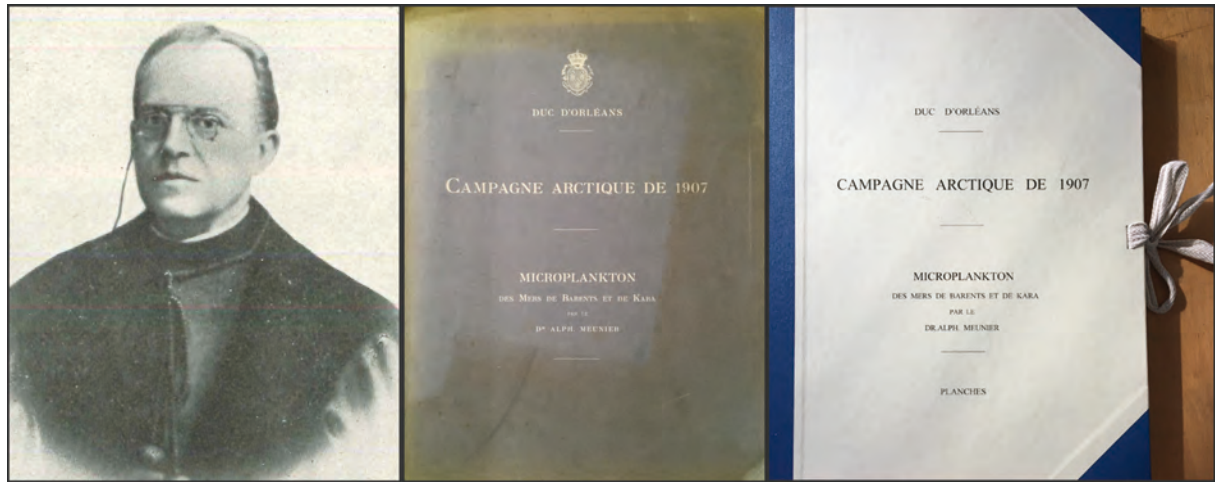 DUC D'ORLÉANS
CAMPAGNE ARCTIQUE DE 1907
MICROPLANKTON
DES MERS DE BARENTS ET DE KARA
PAR LE
DR ALPH. MEUNIER
DUC D'ORLÉANS
CAMPAGNE ARCTIQUE DE 1907
MICROPLANKTON
DES MERS DE BARENTS ET DE KARA
PAR LE
DR.ALPH. MEUNIER
PLANCHES